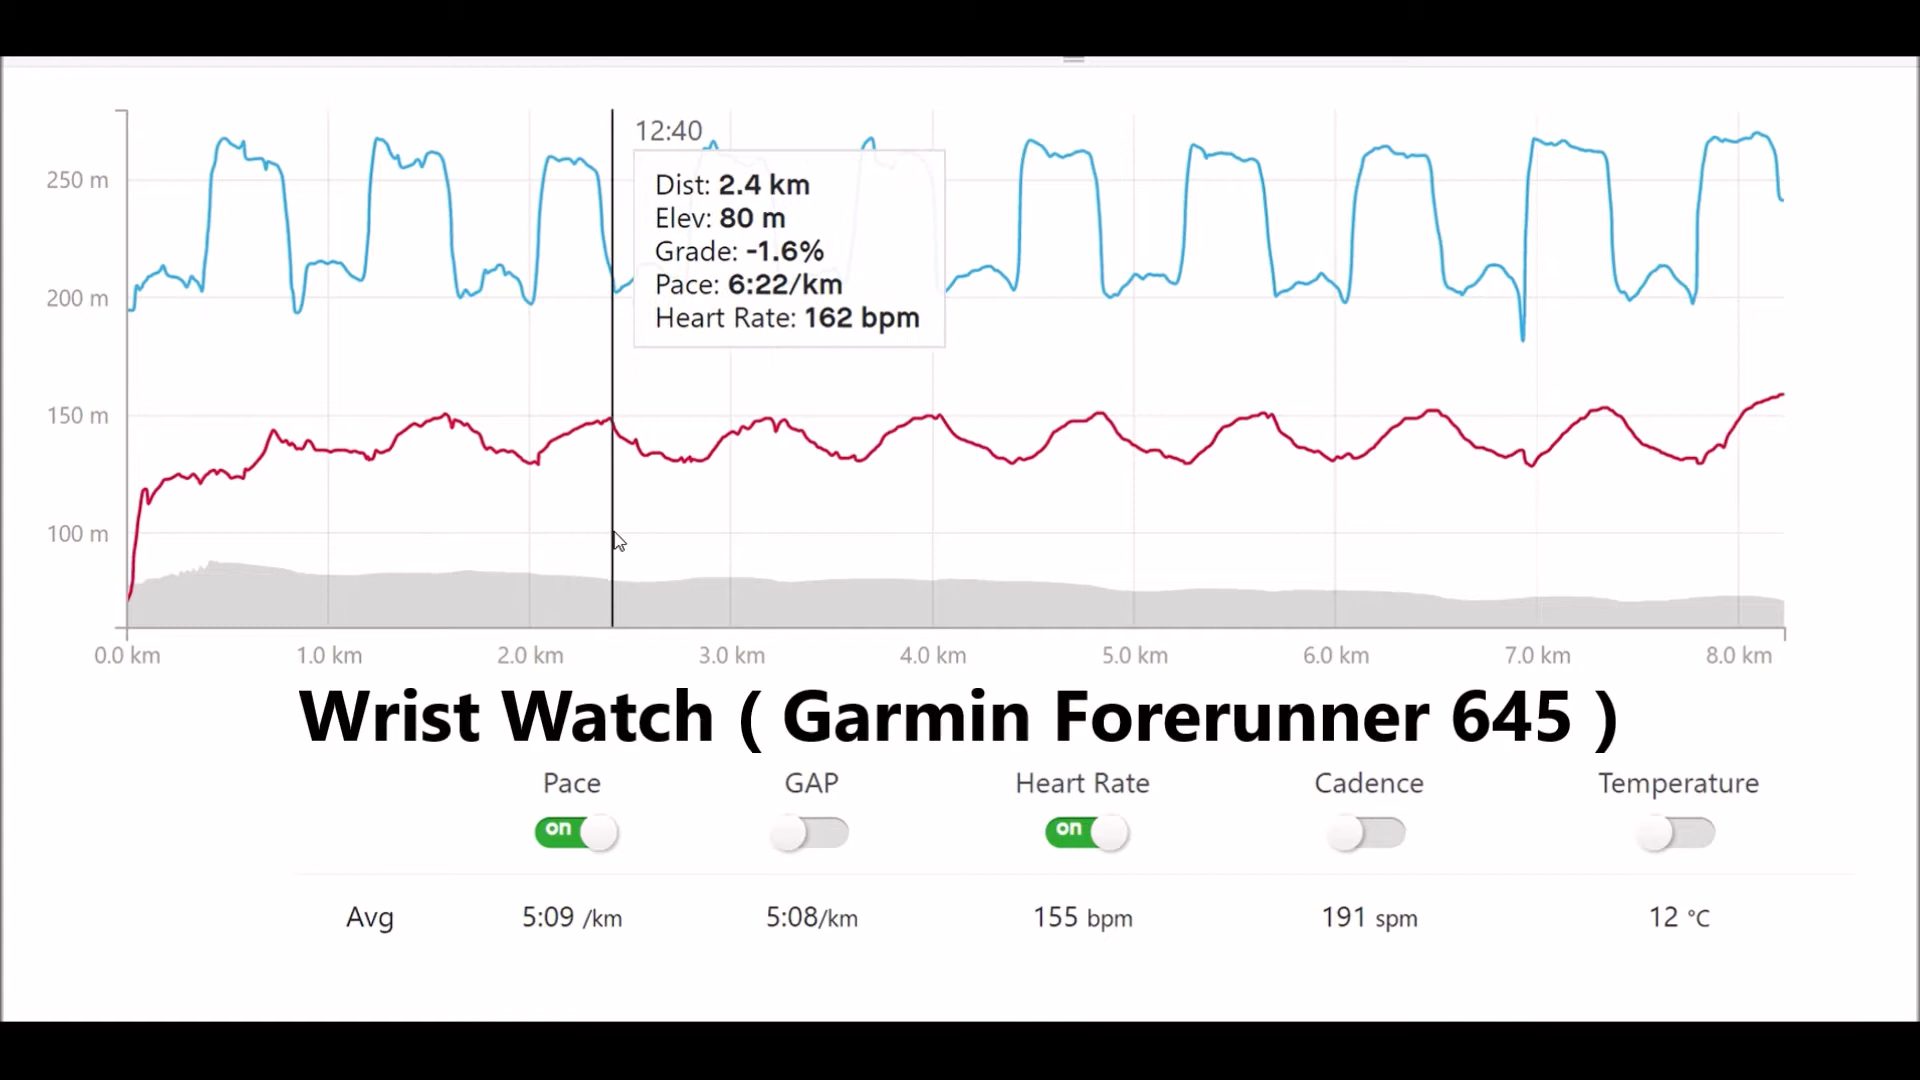 12:40
Dist: 2.4 km
Elev: 80 m
Grade: -1.6%
Pace: 6:22/km
Heart Rate: 162 bpm
250 m
200 m
150 m
100 m
0.0 km 1.0 km 2.0 km 3.0 km 4.0 km 5.0 km 6.0 km 7.0 km 8.0 km
Wrist Watch ( Garmin Forerunner 645 )
Pace GAP Heart Rate Cadence Temperature
on on
Avg 5:09 /km 5:08/km 155 bpm 191 spm 12 °C